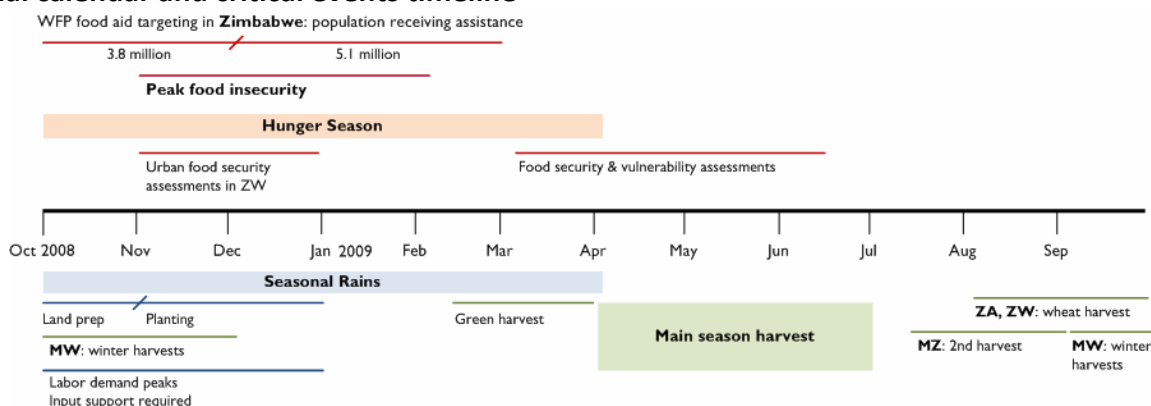 WFP food aid targeting in Zimbabwe: population receiving assistance
3.8 million
5.1 million
Peak food insecurity
Hunger Season
Urban food security
assessments in ZW
Food security & vulnerability assessments
Oct 2008
Nov
Dec
Jan 2009
Feb
Mar
Apr
May
Jun
Jul
Aug
Sep
Seasonal Rains
Land prep
Planting
MW: winter harvests
Labor demand peaks
Input support required
Green harvest
Main season harvest
ZA, ZW: wheat harvest
MZ: 2nd harvest
MW: winter
harvests